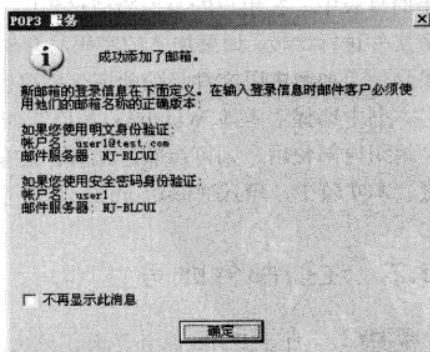 POP3 服务
成功添加了邮箱。
新邮箱的登录信息在下面定义。在输入登录信息时邮件客户必须使
用他们的邮箱名称的正确版本:
如果您使用明文身份验证:
帐户名: user1@test.com
邮件服务器: NJ-BLCUI
如果您使用安全密码身份验证:
帐户名: user1
邮件服务器: NJ-BLCUI
不再显示此消息
确定